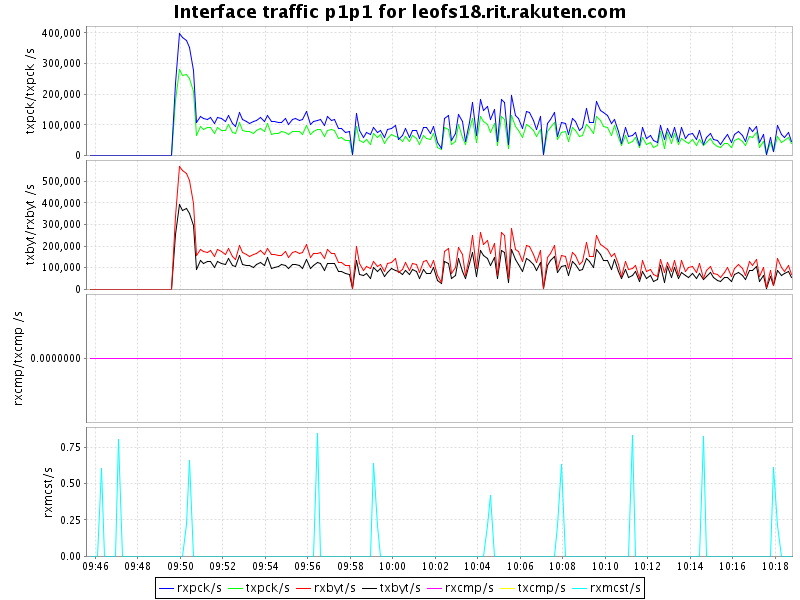 Interface traffic p1p1 for leofs18.rit.rakuten.com
txpck/txpck /s
400,000
300,000
200,000
100,000
0
txbyt/rxbyt /s
500,000
400,000
300,000
200,000
100,000
0
rxcmp/txcmp /s
0.0000000
rxmcst/s
0.75
0.50
0.25
0.00
09:46 09:48 09:50 09:52 09:54 09:56 09:58 10:00 10:02 10:04 10:06 10:08 10:10 10:12 10:14 10:16 10:18
rxpck/s txpck/s rxbyt/s txbyt/s rxcmp/s txcmp/s rxmcst/s